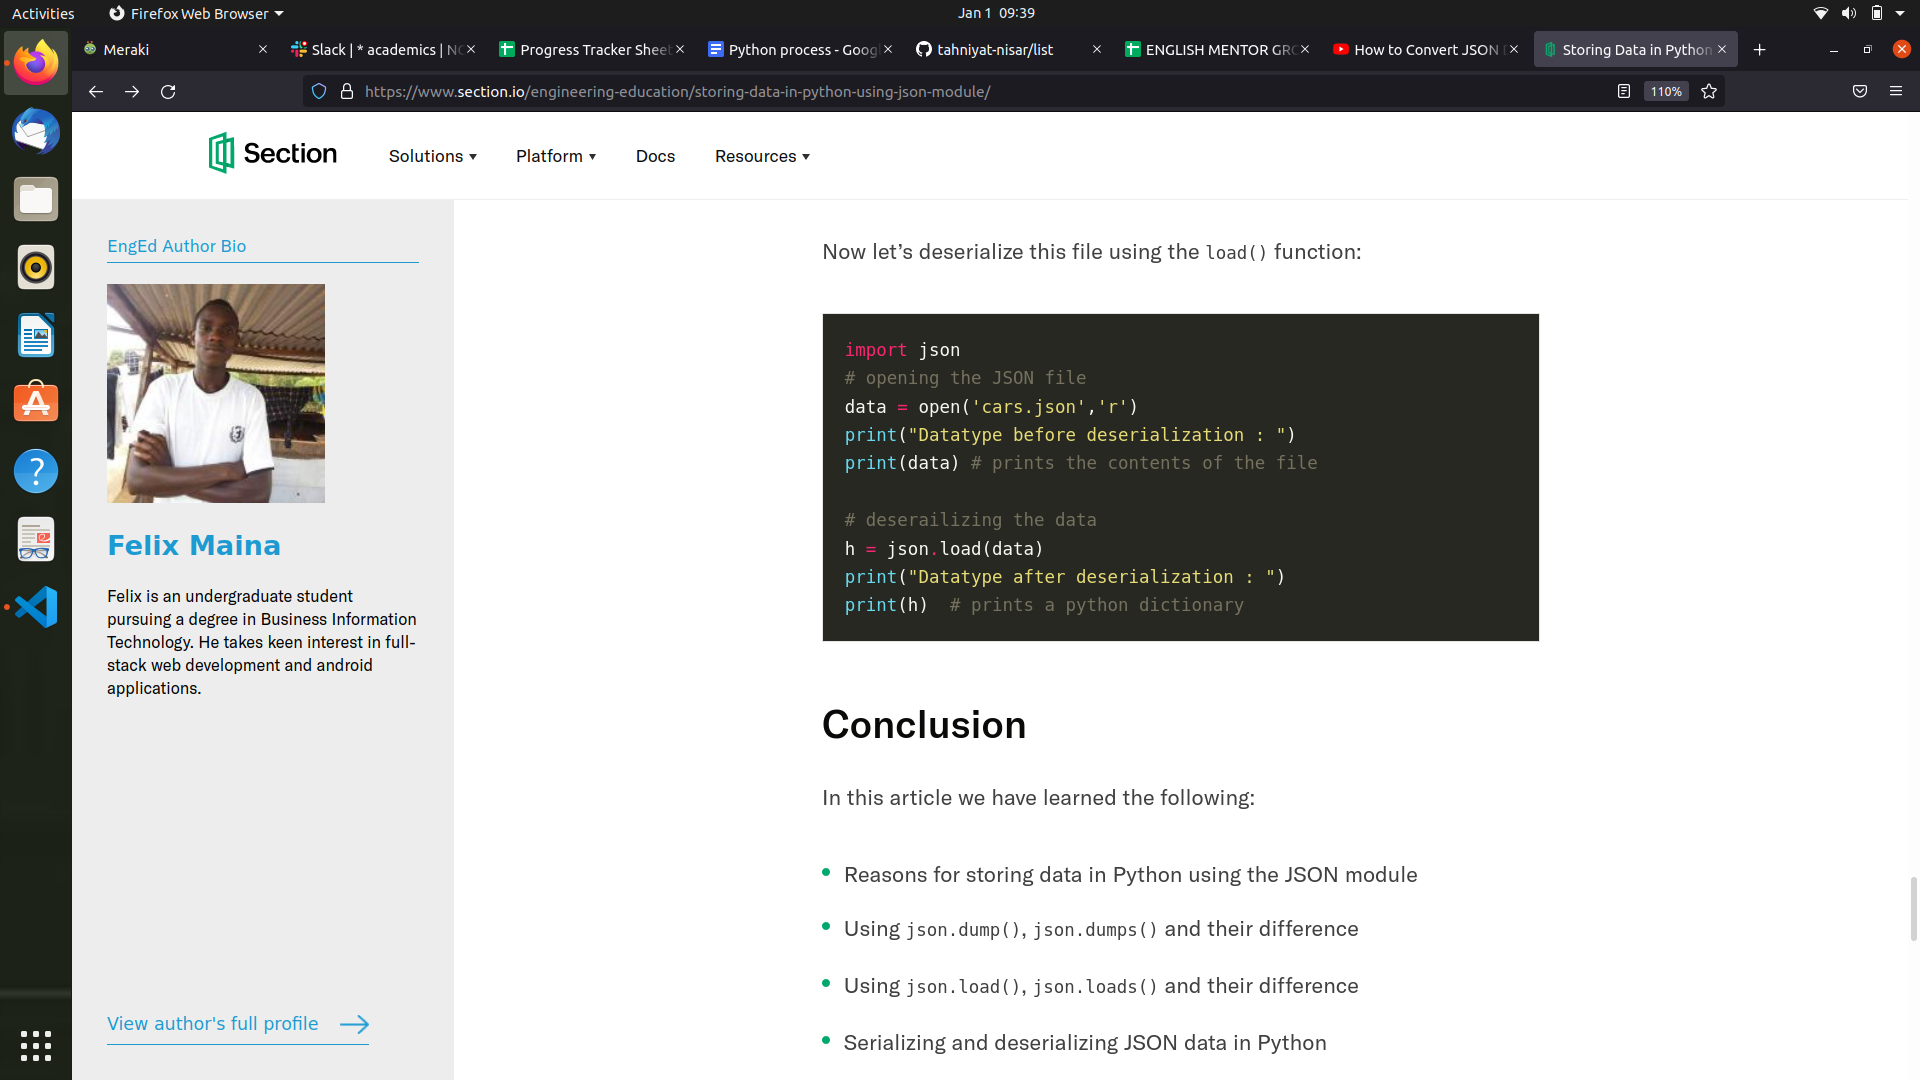 Activities
Firefox Web Browser
Jan 1 09:39
Meraki
Slack | * academics | NG
Progress Tracker Sheet
Python process - Goog
tahniyat-nisar/list
ENGLISH MENTOR GRO
How to Convert JSON D
Storing Data in Python
https://www.section.io/engineering-education/storing-data-in-python-using-json-module/
110%
Section
Solutions
Platform
Docs
Resources
EngEd Author Bio
Felix Maina
Felix is an undergraduate student
pursuing a degree in Business Information
Technology. He takes keen interest in full-
stack web development and android
applications.
View author's full profile
Now let’s deserialize this file using the load() function:
import json
# opening the JSON file
data = open('cars.json','r')
print("Datatype before deserialization : ")
print(data) # prints the contents of the file
# deserailizing the data
h = json.load(data)
print("Datatype after deserialization : ")
print(h)  # prints a python dictionary
Conclusion
In this article we have learned the following:
Reasons for storing data in Python using the JSON module
Using json.dump(), json.dumps() and their difference
Using json.load(), json.loads() and their difference
Serializing and deserializing JSON data in Python